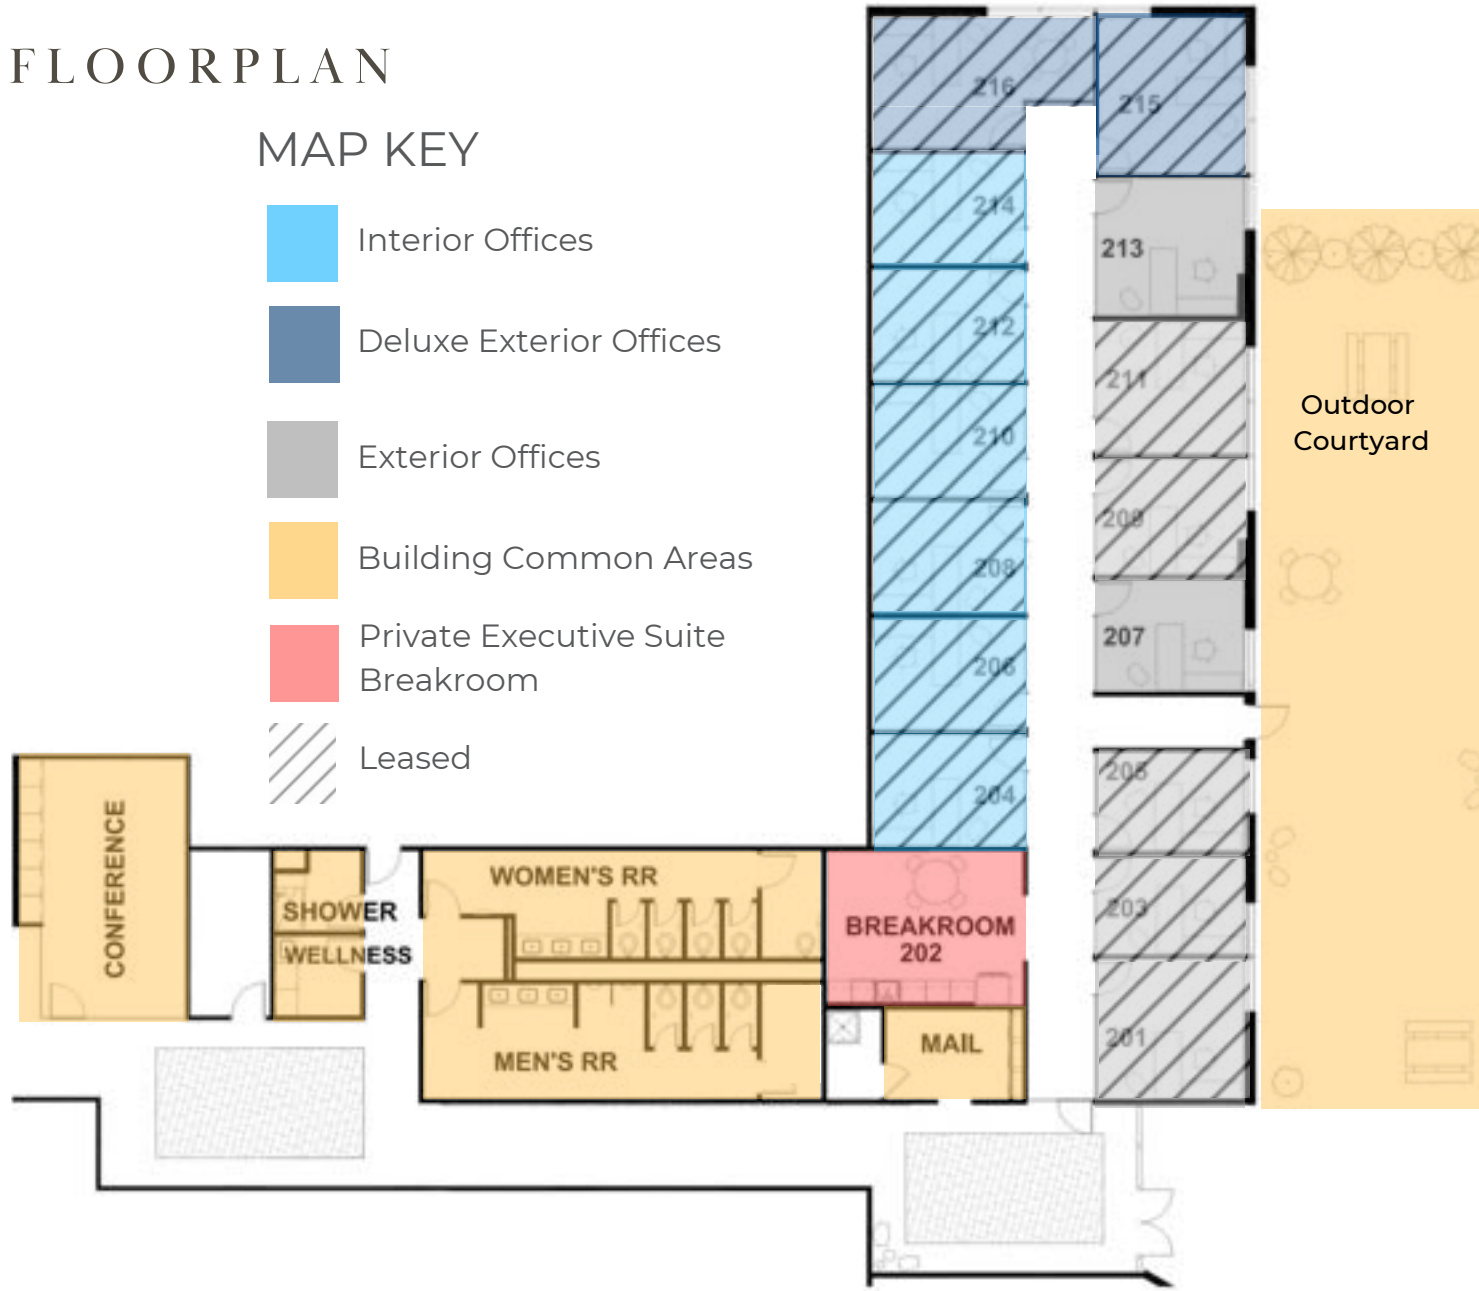 FLOORPLAN
MAP KEY
Interior Offices
Deluxe Exterior Offices
Exterior Offices
Building Common Areas
Private Executive Suite
Breakroom
Leased
216
215
214
213
212
211
210
209
208
207
206
205
204
203
201
Outdoor
Courtyard
CONFERENCE
SHOWER
WELLNESS
WOMEN'S RR
MEN'S RR
BREAKROOM
202
MAIL